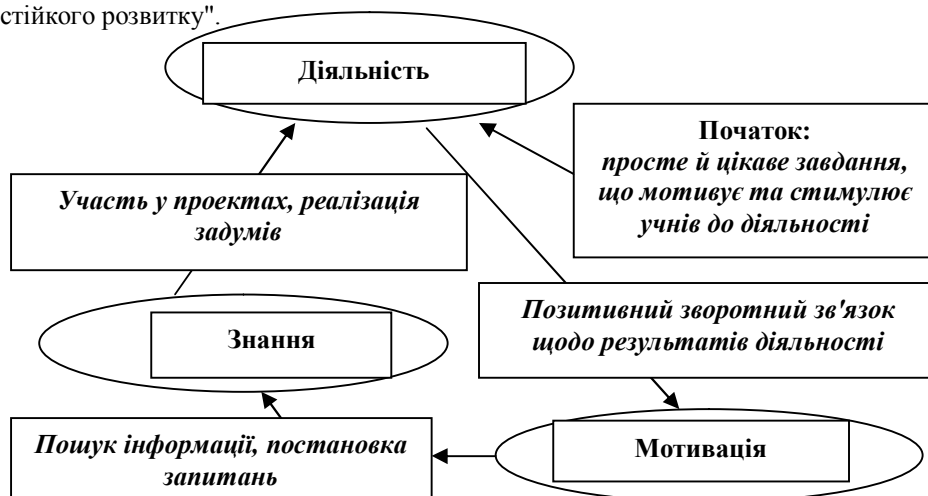 стійкого розвитку".
Діяльність
Початок:
просте й цікаве завдання,
що мотивує та стимулює
учнів до діяльності
Участь у проектах, реалізація
задумів
Позитивний зворотний зв'язок
щодо результатів діяльності
Знання
Пошук інформації, постановка
запитань
Мотивація